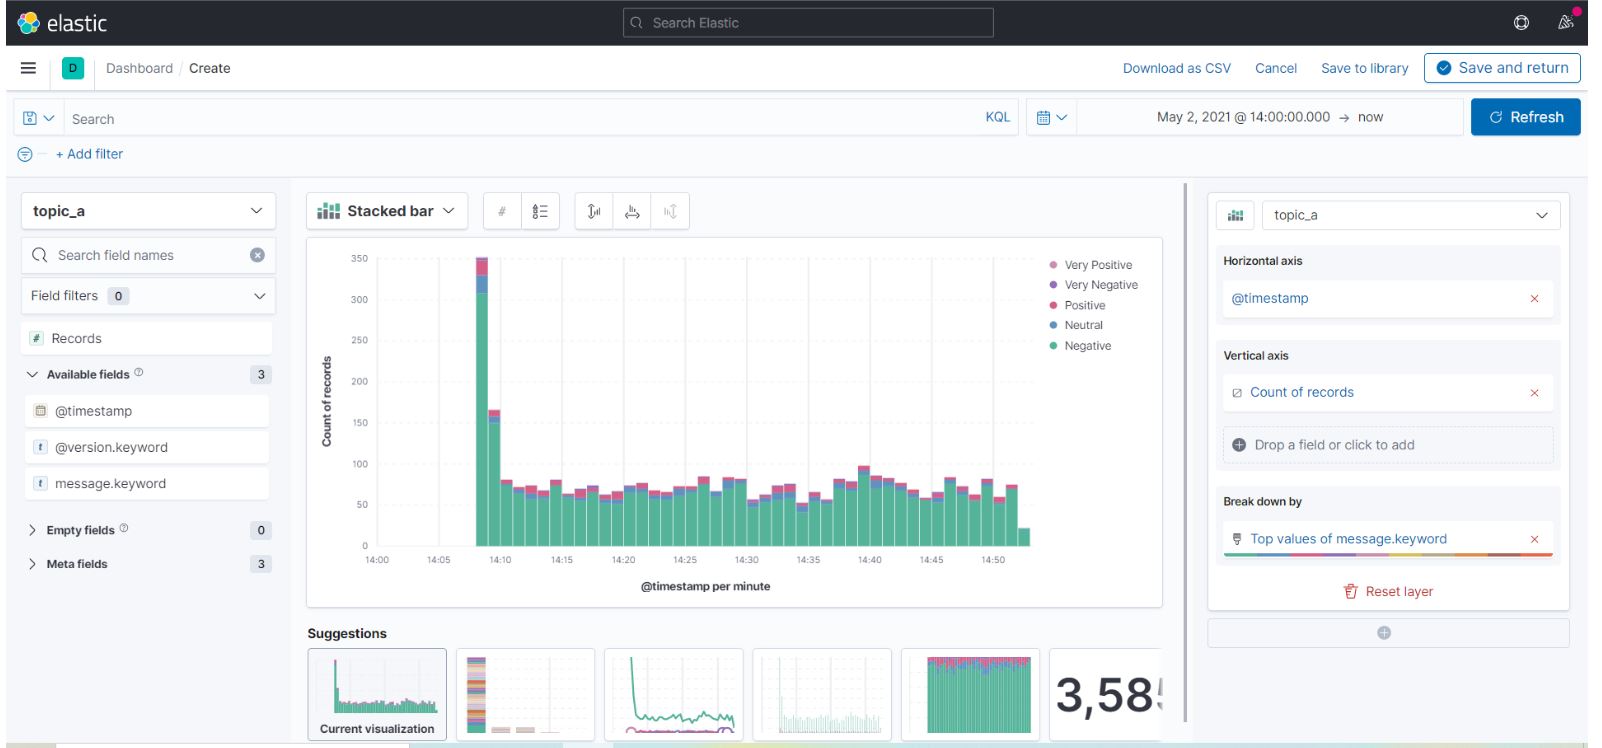 elastic
Search Elastic
D
Dashboard / Create
Download as CSV
Cancel
Save to library
Save and return
Search
KQL
May 2, 2021 @ 14:00:00.000 → now
Refresh
+ Add filter
topic_a
Search field names
Field filters 0
# Records
Available fields 3
@timestamp
t @version.keyword
t message.keyword
Empty fields 0
Meta fields 3
Stacked bar
#
Count of records
350
300
250
200
150
100
50
0
14:00 14:05 14:10 14:15 14:20 14:25 14:30 14:35 14:40 14:45 14:50
@timestamp per minute
Very Positive
Very Negative
Positive
Neutral
Negative
Suggestions
Current visualization
3,585
topic_a
Horizontal axis
@timestamp
Vertical axis
Count of records
Drop a field or click to add
Break down by
Top values of message.keyword
Reset layer